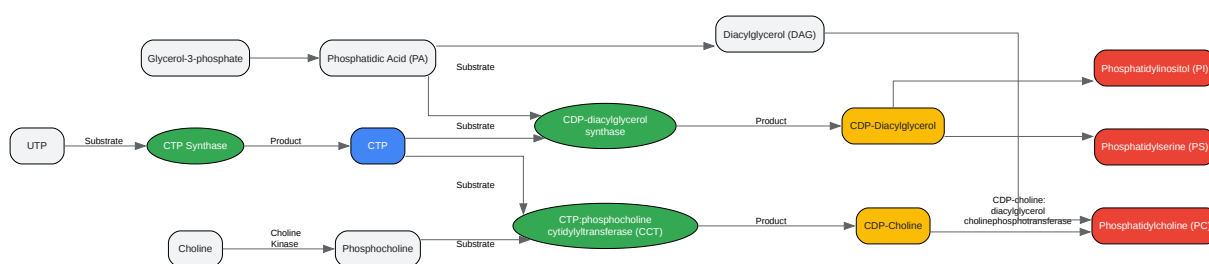 Diacylglycerol (DAG)
Glycerol-3-phosphate
Phosphatidic Acid (PA)
Substrate
Phosphatidylinositol (PI)
UTP
Substrate
CTP Synthase
Product
CTP
Substrate
CDP-diacylglycerol
synthase
Product
CDP-Diacylglycerol
Phosphatidylserine (PS)
Substrate
Choline
Choline
Kinase
Phosphocholine
Substrate
CTP:phosphocholine
cytidylyltransferase (CCT)
Product
CDP-Choline
CDP-choline:
diacylglycerol
cholinephosphotransferase
Phosphatidylcholine (PC)